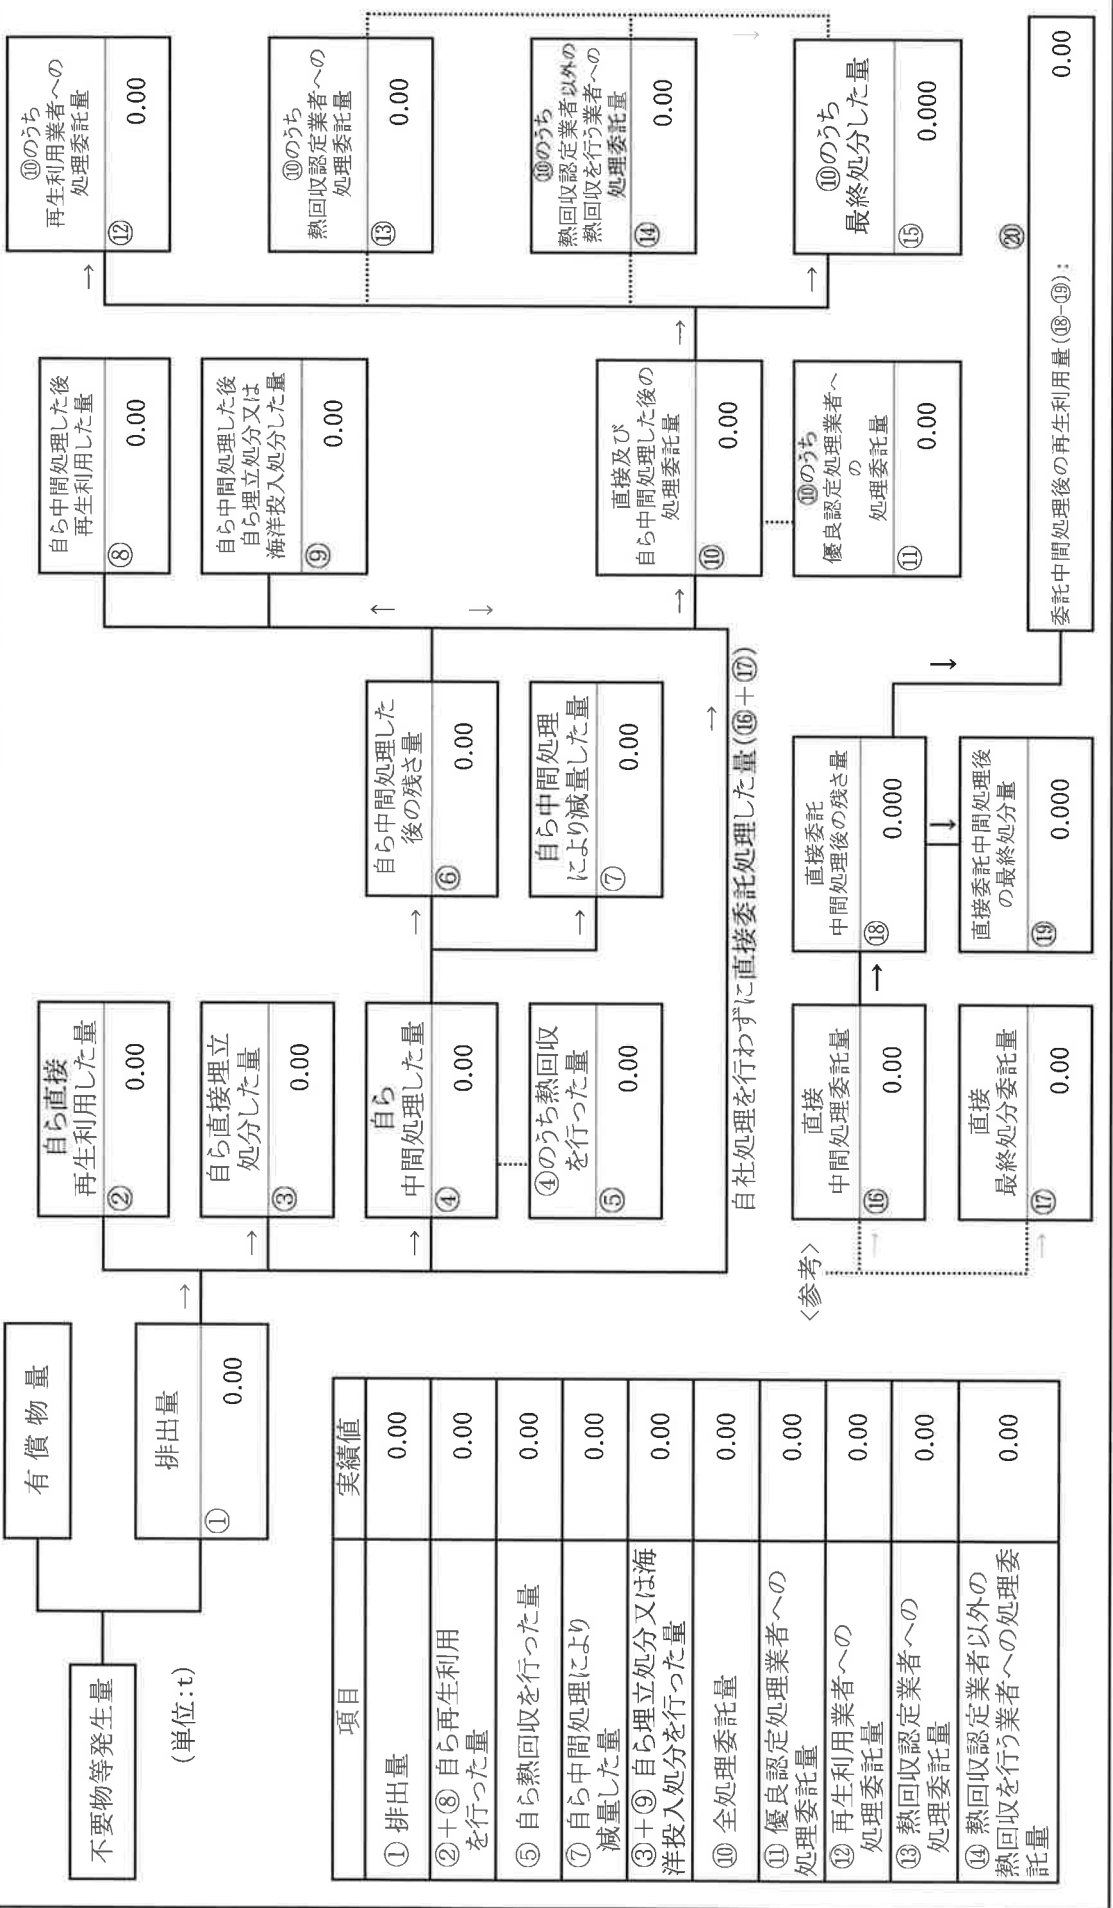 不要物等発生量
有償物量
排出量
①
0.00
(単位:t)
自ら直接
再生利用した量
②
0.00
自ら直接埋立
処分した量
③
0.00
自ら
中間処理した量
④
0.00
④のうち熱回収
を行った量
⑤
0.00
自ら中間処理した
後の残さ量
⑥
0.00
自ら中間処理
により減量した量
⑦
0.00
自ら中間処理した後
再生利用した量
⑧
0.00
自ら中間処理した後
自ら埋立処分又は
海洋投入処分した量
⑨
0.00
直接及び
自ら中間処理した後の
処理委託量
⑩
0.00
⑩のうち
優良認定処理業者へ
の
処理委託量
⑪
0.00
⑩のうち
再生利用業者への
処理委託量
⑫
0.00
⑩のうち
熱回収認定業者への
処理委託量
⑬
0.00
⑩のうち
熱回収認定業者以外の
熱回収を行う業者への
処理委託量
⑭
0.00
⑩のうち
最終処分した量
⑮
0.000
自社処理を行わずに直接委託処理した量(⑯+⑰)
<参考>
直接
中間処理委託量
⑯
0.00
直接
最終処分委託量
⑰
0.00
直接委託
中間処理後の残さ量
⑱
0.000
直接委託中間処理後
の最終処分量
⑲
0.000
⑳
委託中間処理後の再生利用量(⑱-⑲):
0.00
項目
実績値
①排出量
0.00
②+⑧ 自ら再生利用
を行った量
0.00
⑤ 自ら熱回収を行った量
0.00
⑦ 自ら中間処理により
減量した量
0.00
③+⑨ 自ら埋立処分又は海
洋投入処分を行った量
0.00
⑩ 全処理委託量
0.00
⑪ 優良認定処理業者への
処理委託量
0.00
⑫ 再生利用業者への
処理委託量
0.00
⑬ 熱回収認定業者への
処理委託量
0.00
⑭ 熱回収認定業者以外の
熱回収を行う業者への処理委
託量
0.00